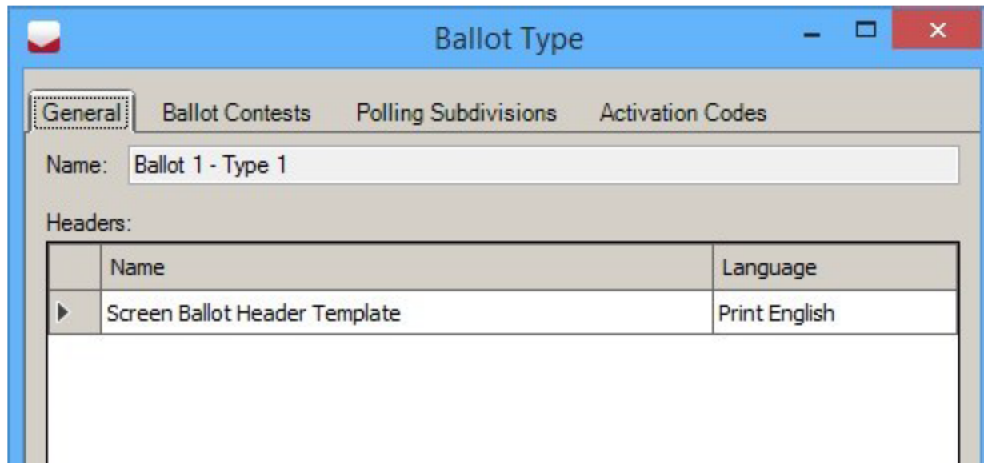 Ballot Type
General Ballot Contests Polling Subdivisions Activation Codes
Name: Ballot 1 - Type 1
Headers:
Name Language
Screen Ballot Header Template Print English